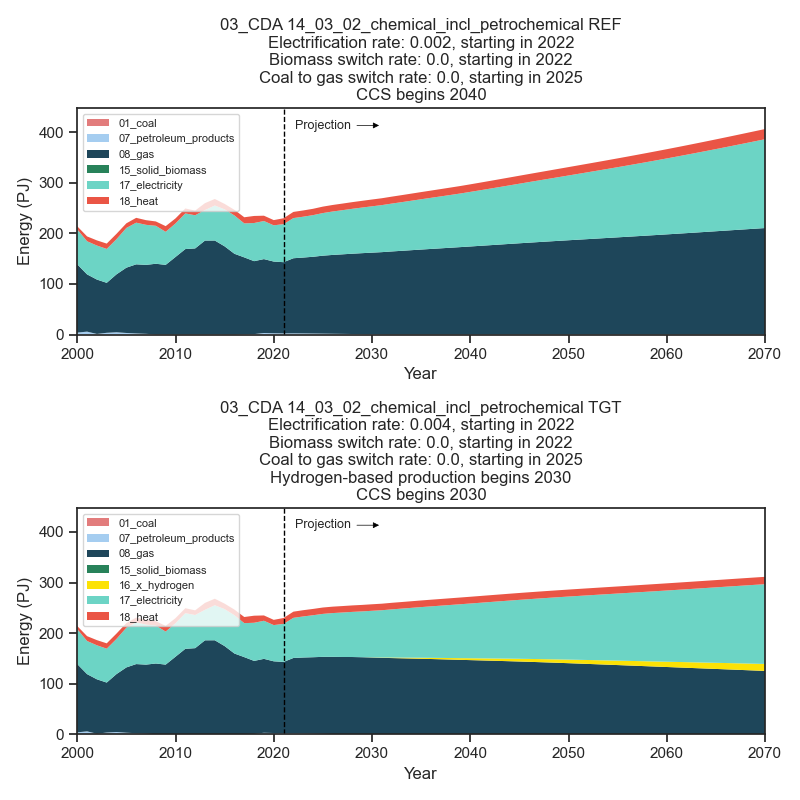 03_CDA 14_03_02_chemical_incl_petrochemical REF
Electrification rate: 0.002, starting in 2022
Biomass switch rate: 0.0, starting in 2022
Coal to gas switch rate: 0.0, starting in 2025
CCS begins 2040
400
300
200
100
0
Energy (PJ)
01_coal
07_petroleum_products
08_gas
15_solid_biomass
17_electricity
18_heat
Projection
2000 2010 2020 2030 2040 2050 2060 2070
Year
03_CDA 14_03_02_chemical_incl_petrochemical TGT
Electrification rate: 0.004, starting in 2022
Biomass switch rate: 0.0, starting in 2022
Coal to gas switch rate: 0.0, starting in 2025
Hydrogen-based production begins 2030
CCS begins 2030
400
300
200
100
0
Energy (PJ)
01_coal
07_petroleum_products
08_gas
15_solid_biomass
16_x_hydrogen
17_electricity
18_heat
Projection
2000 2010 2020 2030 2040 2050 2060 2070
Year